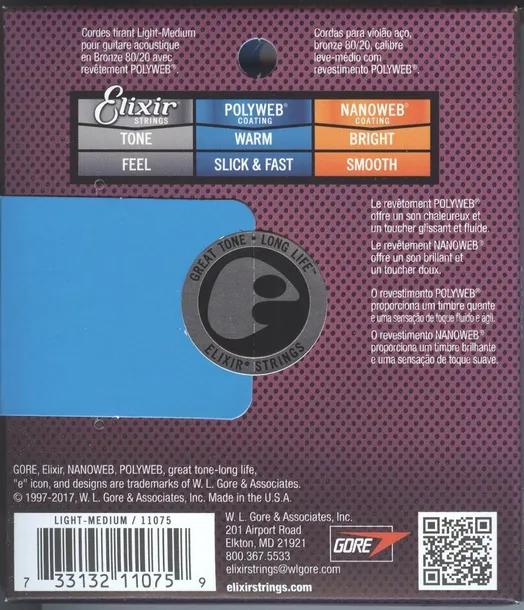 Cordes tirant Light-Medium
pour guitare acoustique
en Bronze 80/20 avec
revêtement POLYWEB®.
Cordas para violão aço,
bronze 80/20, calibre
leve-médio com
revestimento POLYWEB®.
Elixir
STRINGS
POLYWEB®
COATING
NANOWEB®
COATING
TONE WARM BRIGHT
FEEL SLICK & FAST SMOOTH
Le revêtement POLYWEB®
offre un son chaleureux et
un toucher glissant et fluide.
Le revêtement NANOWEB®
offre un son brillant et
un toucher doux.
O revestimento POLYWEB®
proporciona um timbre quente
e uma sensação de toque fluido e ágil.
O revestimento NANOWEB®
proporciona um timbre brilhante
e uma sensação de toque suave.
GREAT TONE • LONG LIFE™
ELIXIR® STRINGS
GORE, Elixir, NANOWEB, POLYWEB, great tone-long life,
"e" icon, and designs are trademarks of W. L. Gore & Associates.
© 1997-2017, W. L. Gore & Associates, Inc. Made in the U.S.A.
LIGHT-MEDIUM / 11075
7 33132 11075 9
W. L. Gore & Associates, Inc.
201 Airport Road
Elkton, MD 21921
800.367.5533
elixirstrings@wlgore.com
elixirstrings.com
GORE